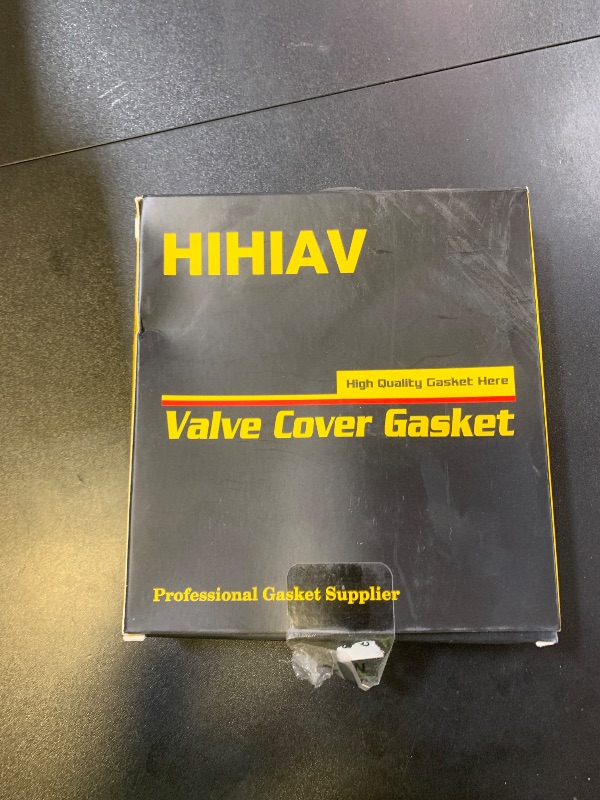 HIHIAV
High Quality Gasket Here
Valve Cover Gasket
Professional Gasket Supplier